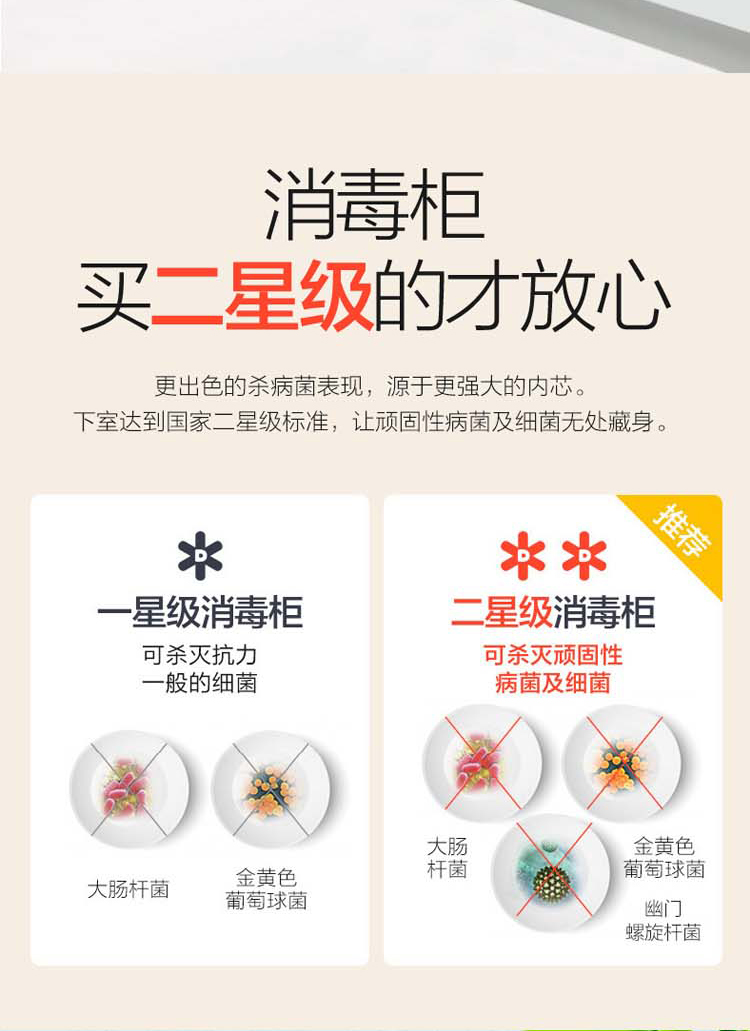 消毒柜
买二星级的才放心
更出色的杀病菌表现，源于更强大的内芯。
下室达到国家二星级标准，让顽固性病菌及细菌无处藏身。
推荐
D
一星级消毒柜
可杀灭抗力
一般的细菌
大肠杆菌
金黄色
葡萄球菌
D D
二星级消毒柜
可杀灭顽固性
病菌及细菌
大肠
杆菌
金黄色
葡萄球菌
幽门
螺旋杆菌